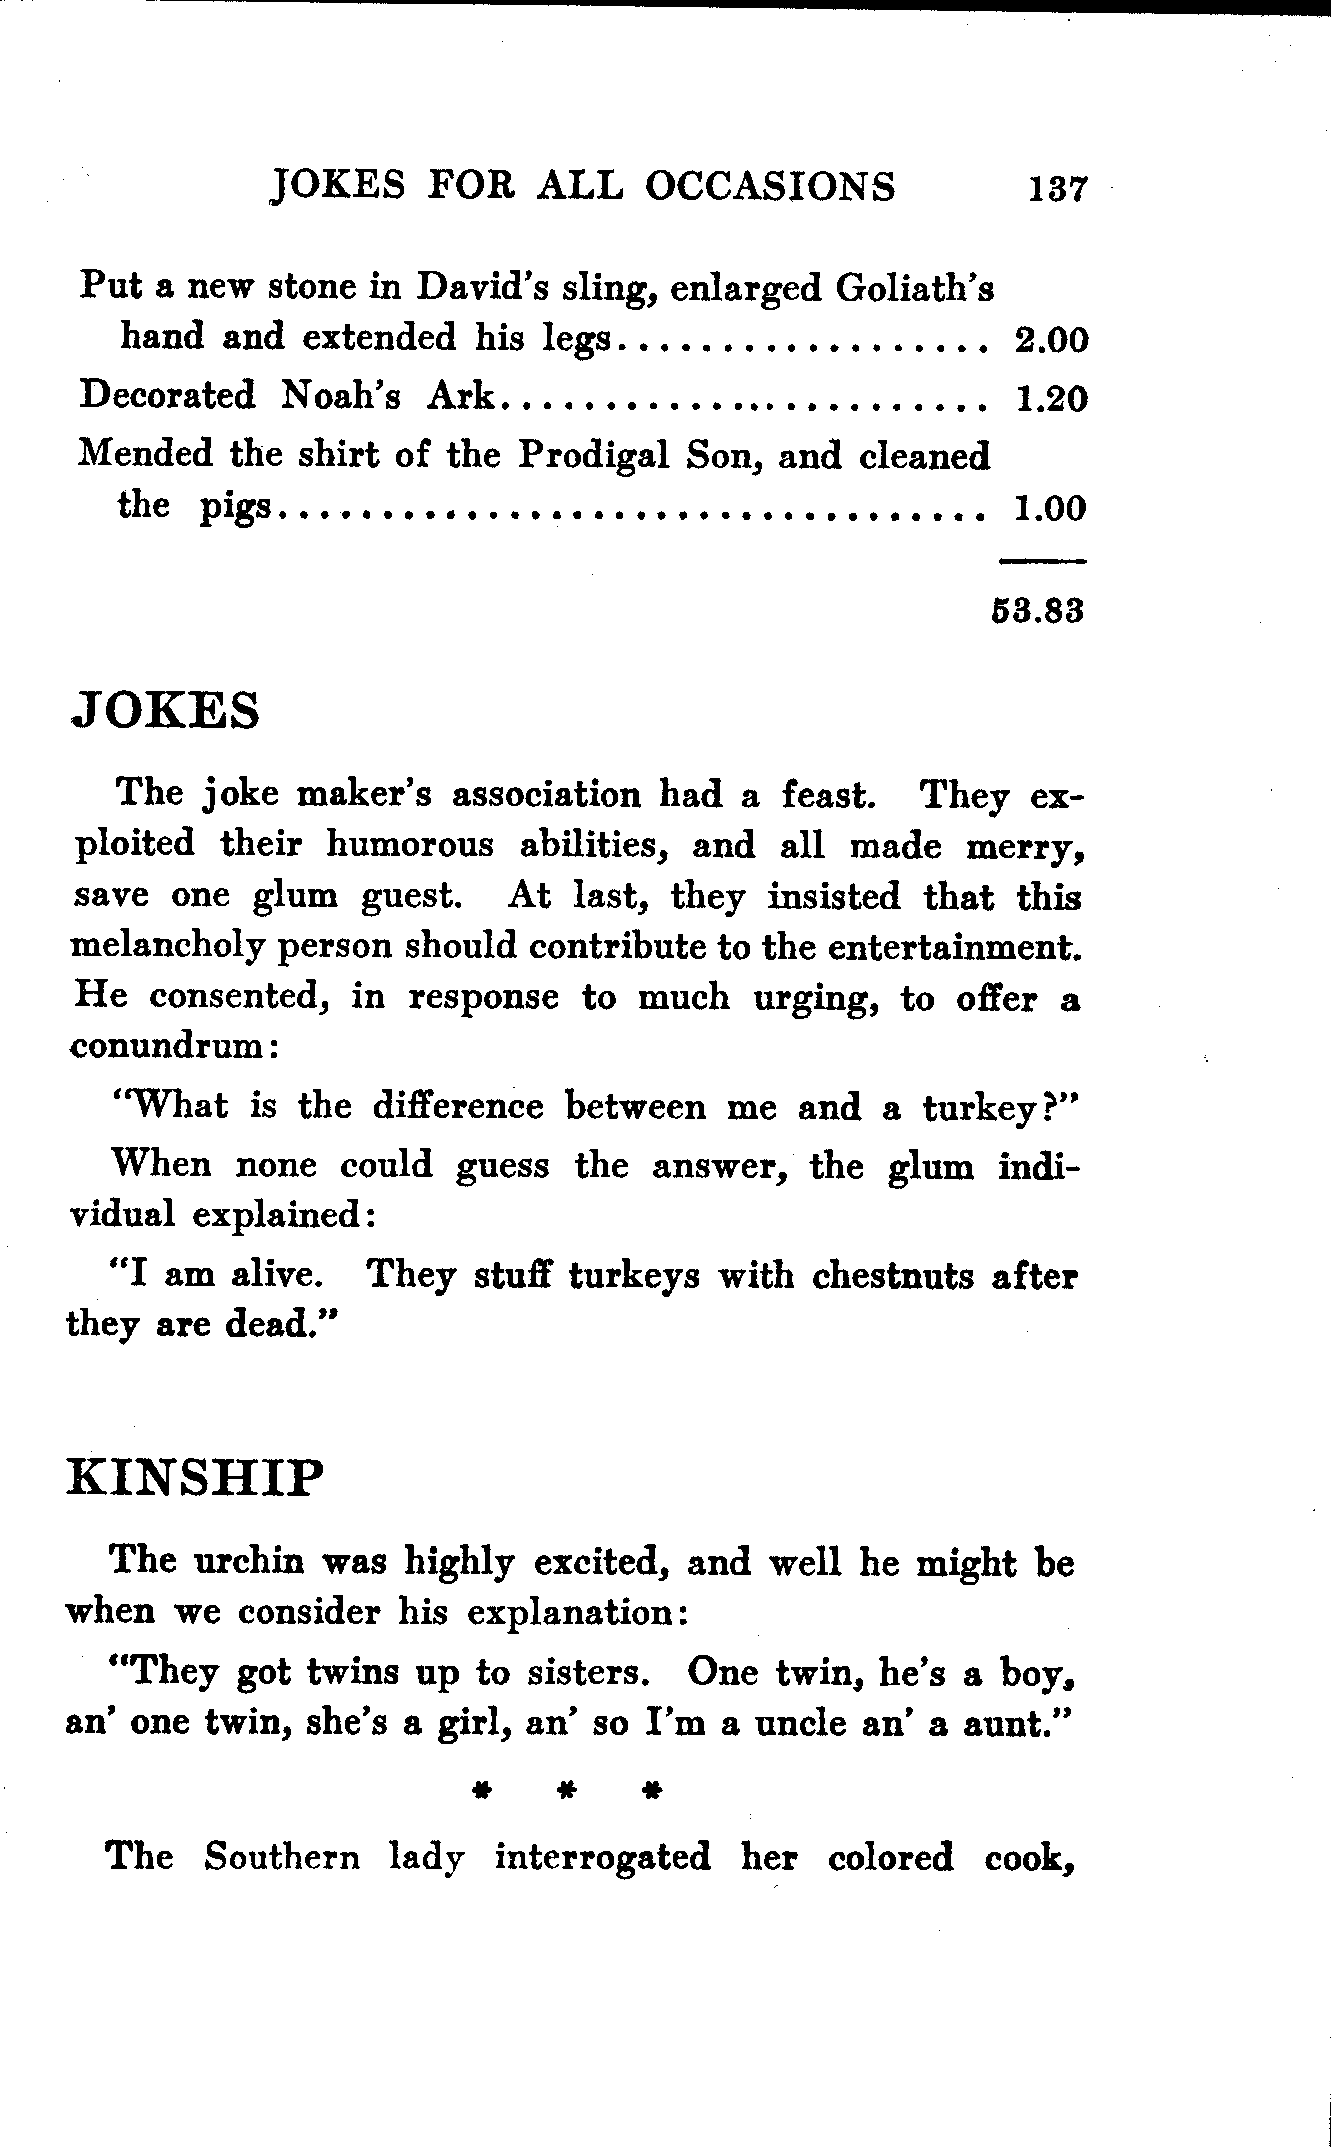 JOKES FOR ALL OCCASIONS 137
Put a new stone in David's sling, enlarged Goliath's
hand and extended his legs.................. 2.00
Decorated Noah's Ark........................ 1.20
Mended the shirt of the Prodigal Son, and cleaned
the pigs.................................. 1.00
53.83
JOKES
The joke maker's association had a feast. They ex-
ploited their humorous abilities, and all made merry,
save one glum guest. At last, they insisted that this
melancholy person should contribute to the entertainment.
He consented, in response to much urging, to offer a
conundrum:
"What is the difference between me and a turkey?"
When none could guess the answer, the glum indi-
vidual explained:
"I am alive. They stuff turkeys with chestnuts after
they are dead."
KINSHIP
The urchin was highly excited, and well he might be
when we consider his explanation:
"They got twins up to sisters. One twin, he's a boy,
an' one twin, she's a girl, an' so I'm a uncle an' a aunt."
* * *
The Southern lady interrogated her colored cook,